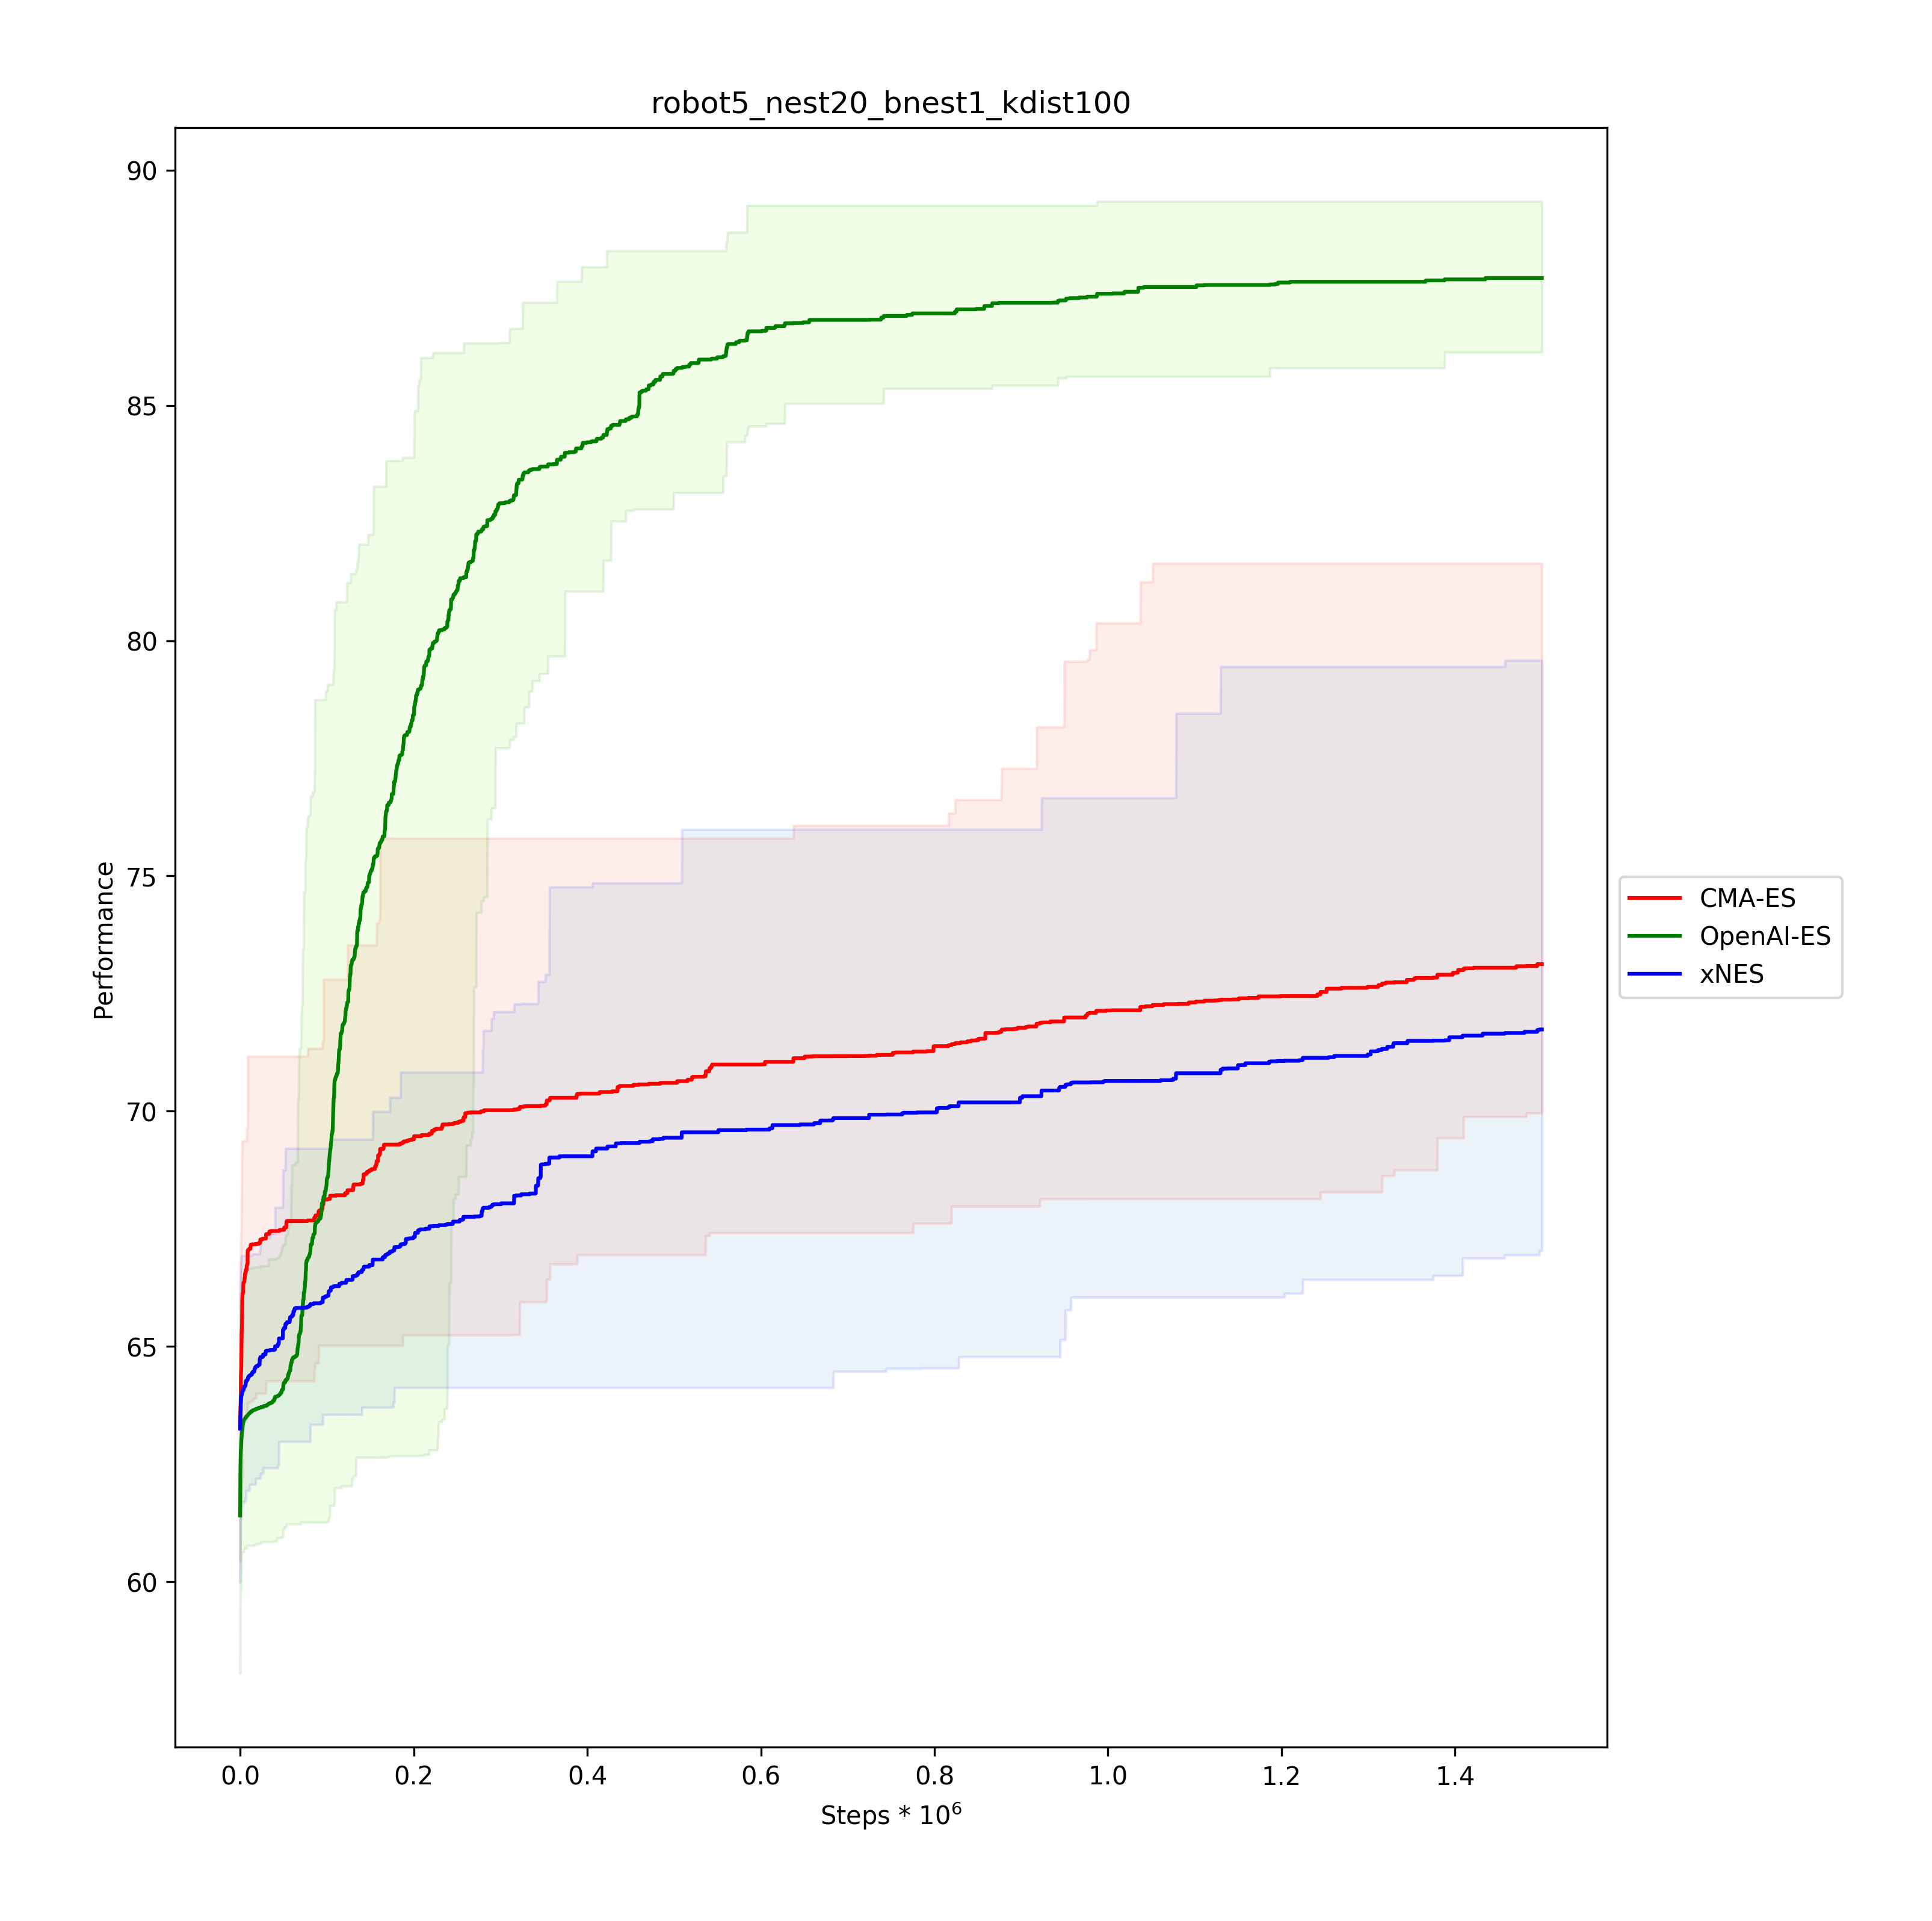 robot5_nest20_bnest1_kdist100
90
85
80
75
70
65
60
Performance
0.0 0.2 0.4 0.6 0.8 1.0 1.2 1.4
Steps * 10⁶
CMA-ES
OpenAI-ES
xNES